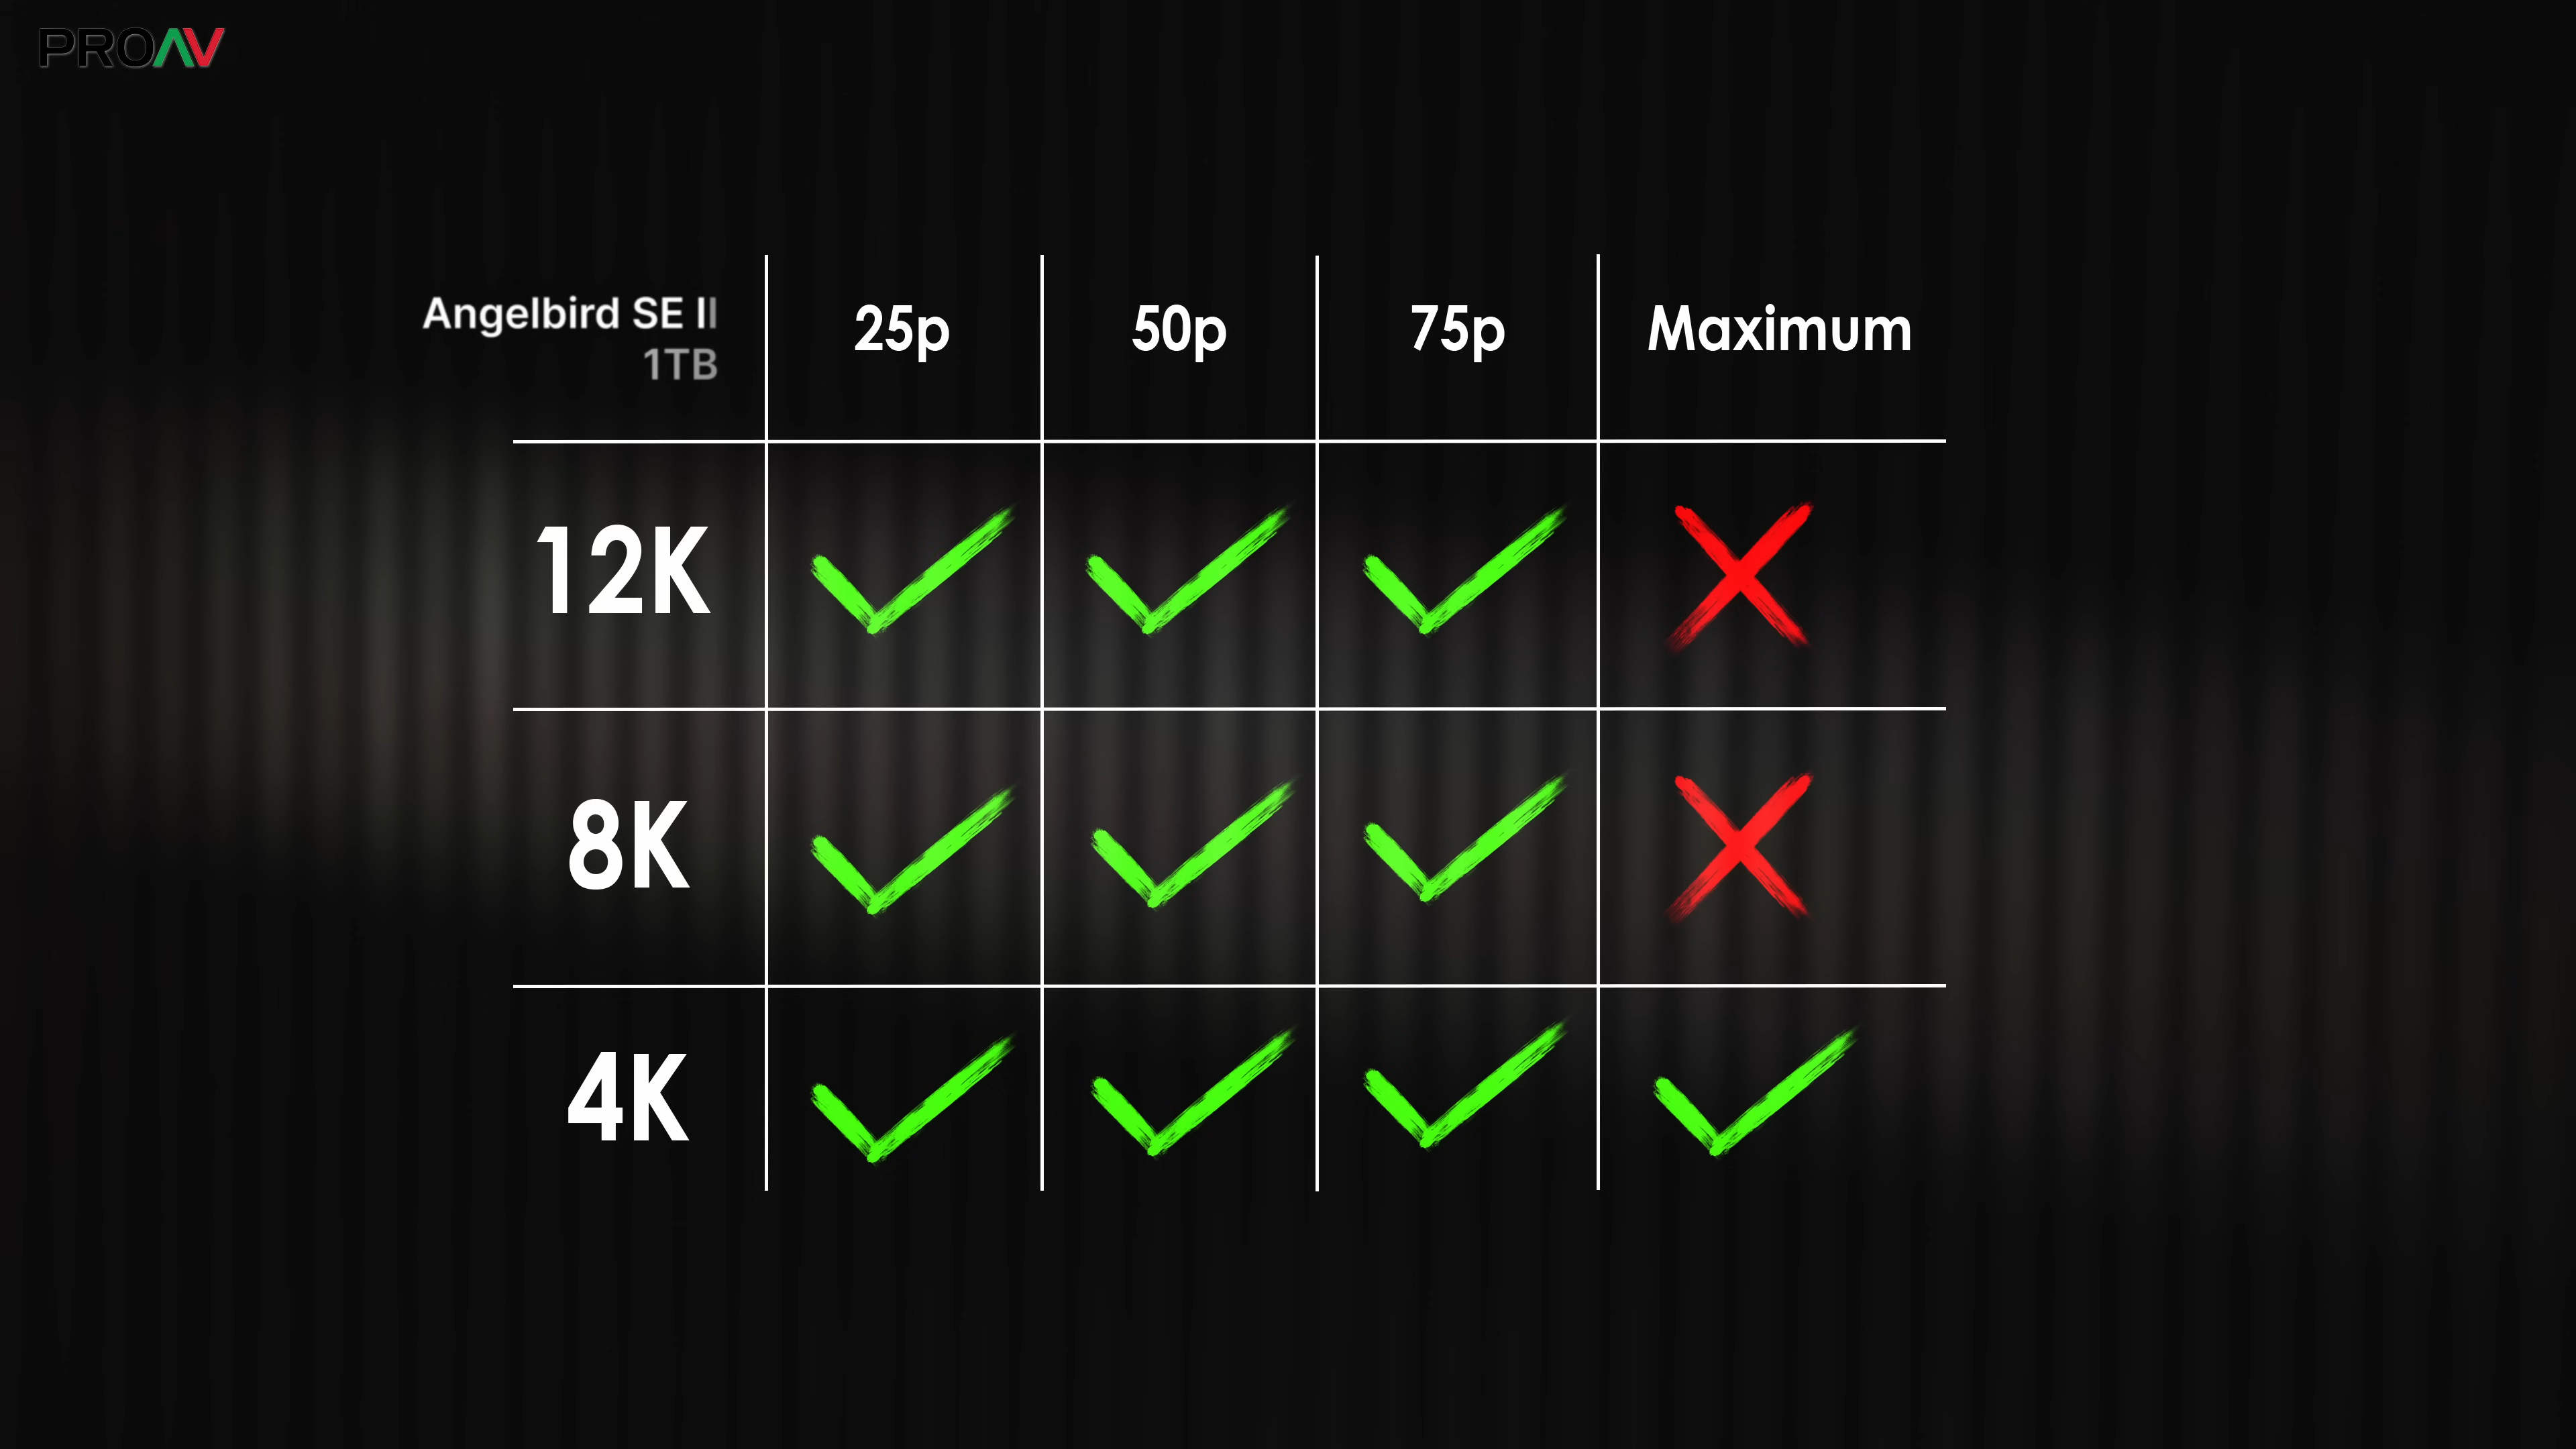 PROAV
Angelbird SE II
1TB
25p
50p
75p
Maximum
12K
8K
4K